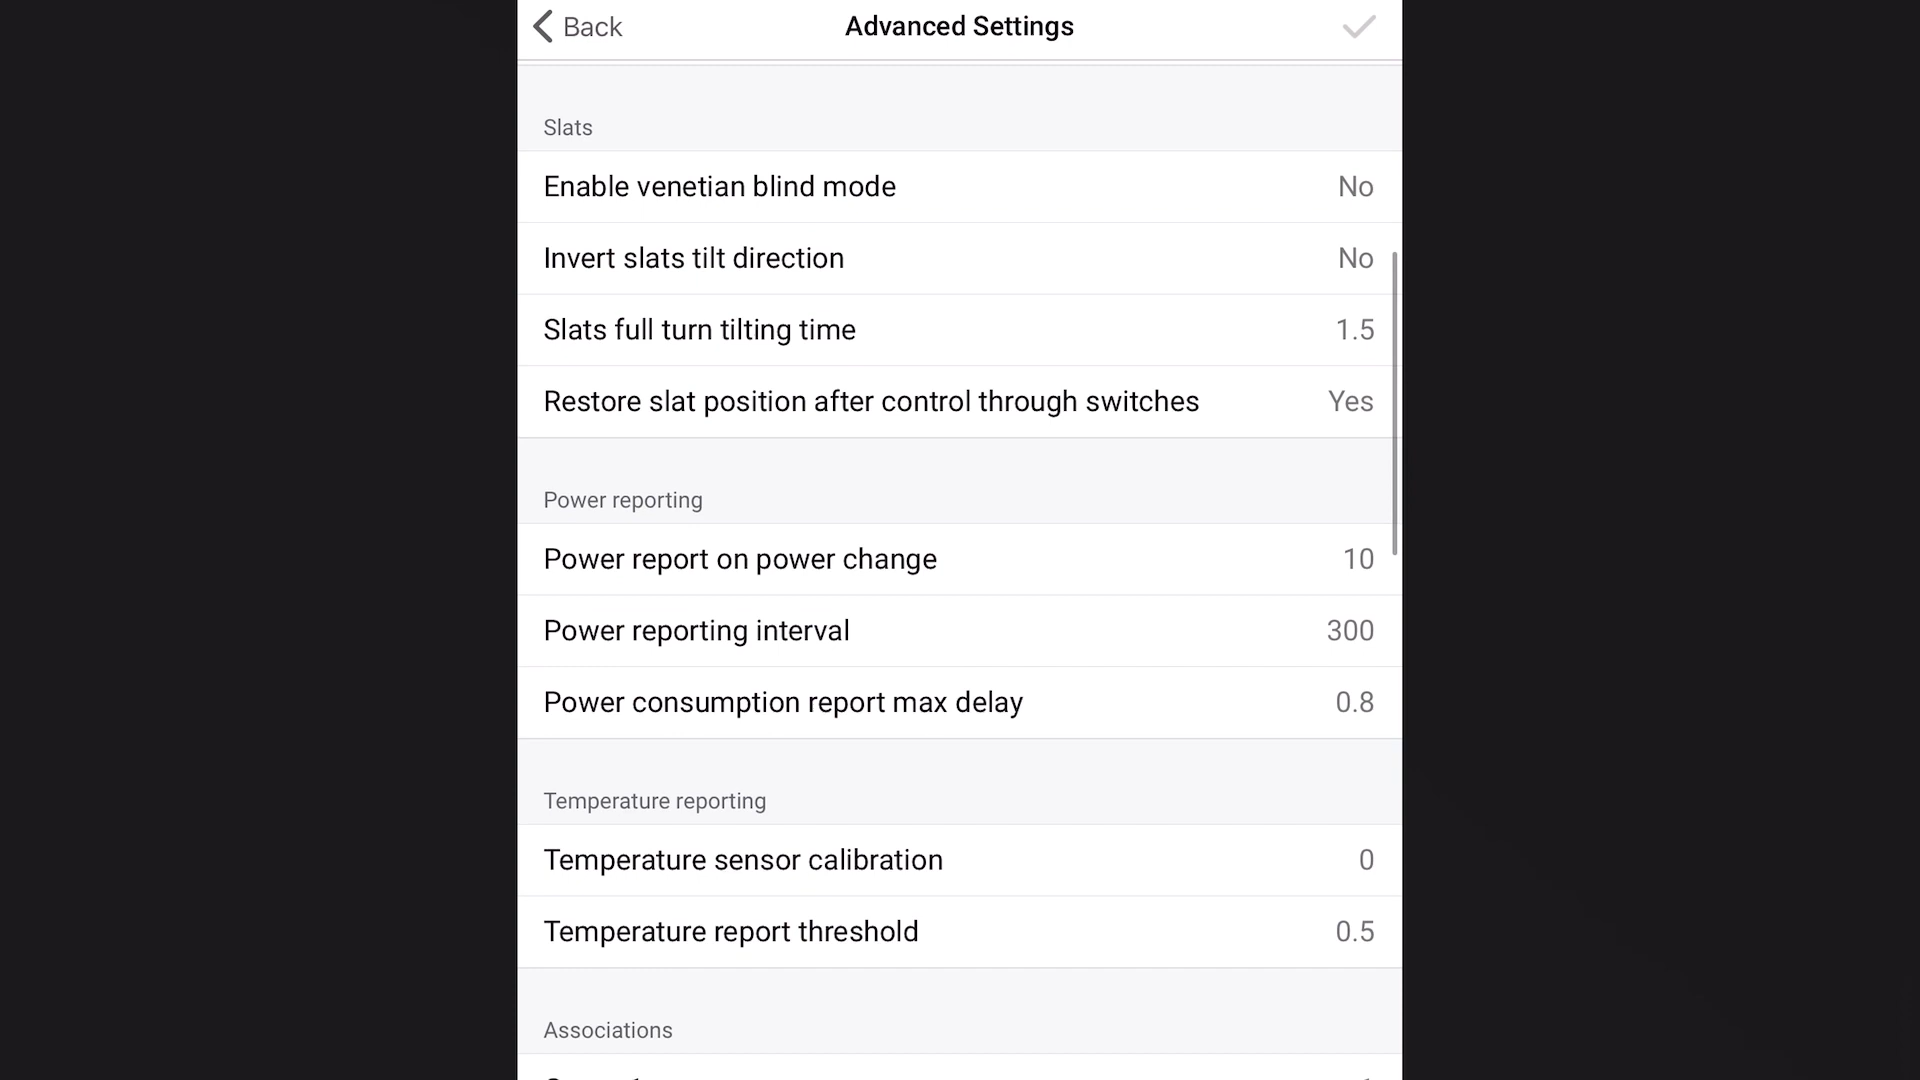 Back
Advanced Settings
Slats
Enable venetian blind mode No
Invert slats tilt direction No
Slats full turn tilting time 1.5
Restore slat position after control through switches Yes
Power reporting
Power report on power change 10
Power reporting interval 300
Power consumption report max delay 0.8
Temperature reporting
Temperature sensor calibration 0
Temperature report threshold 0.5
Associations